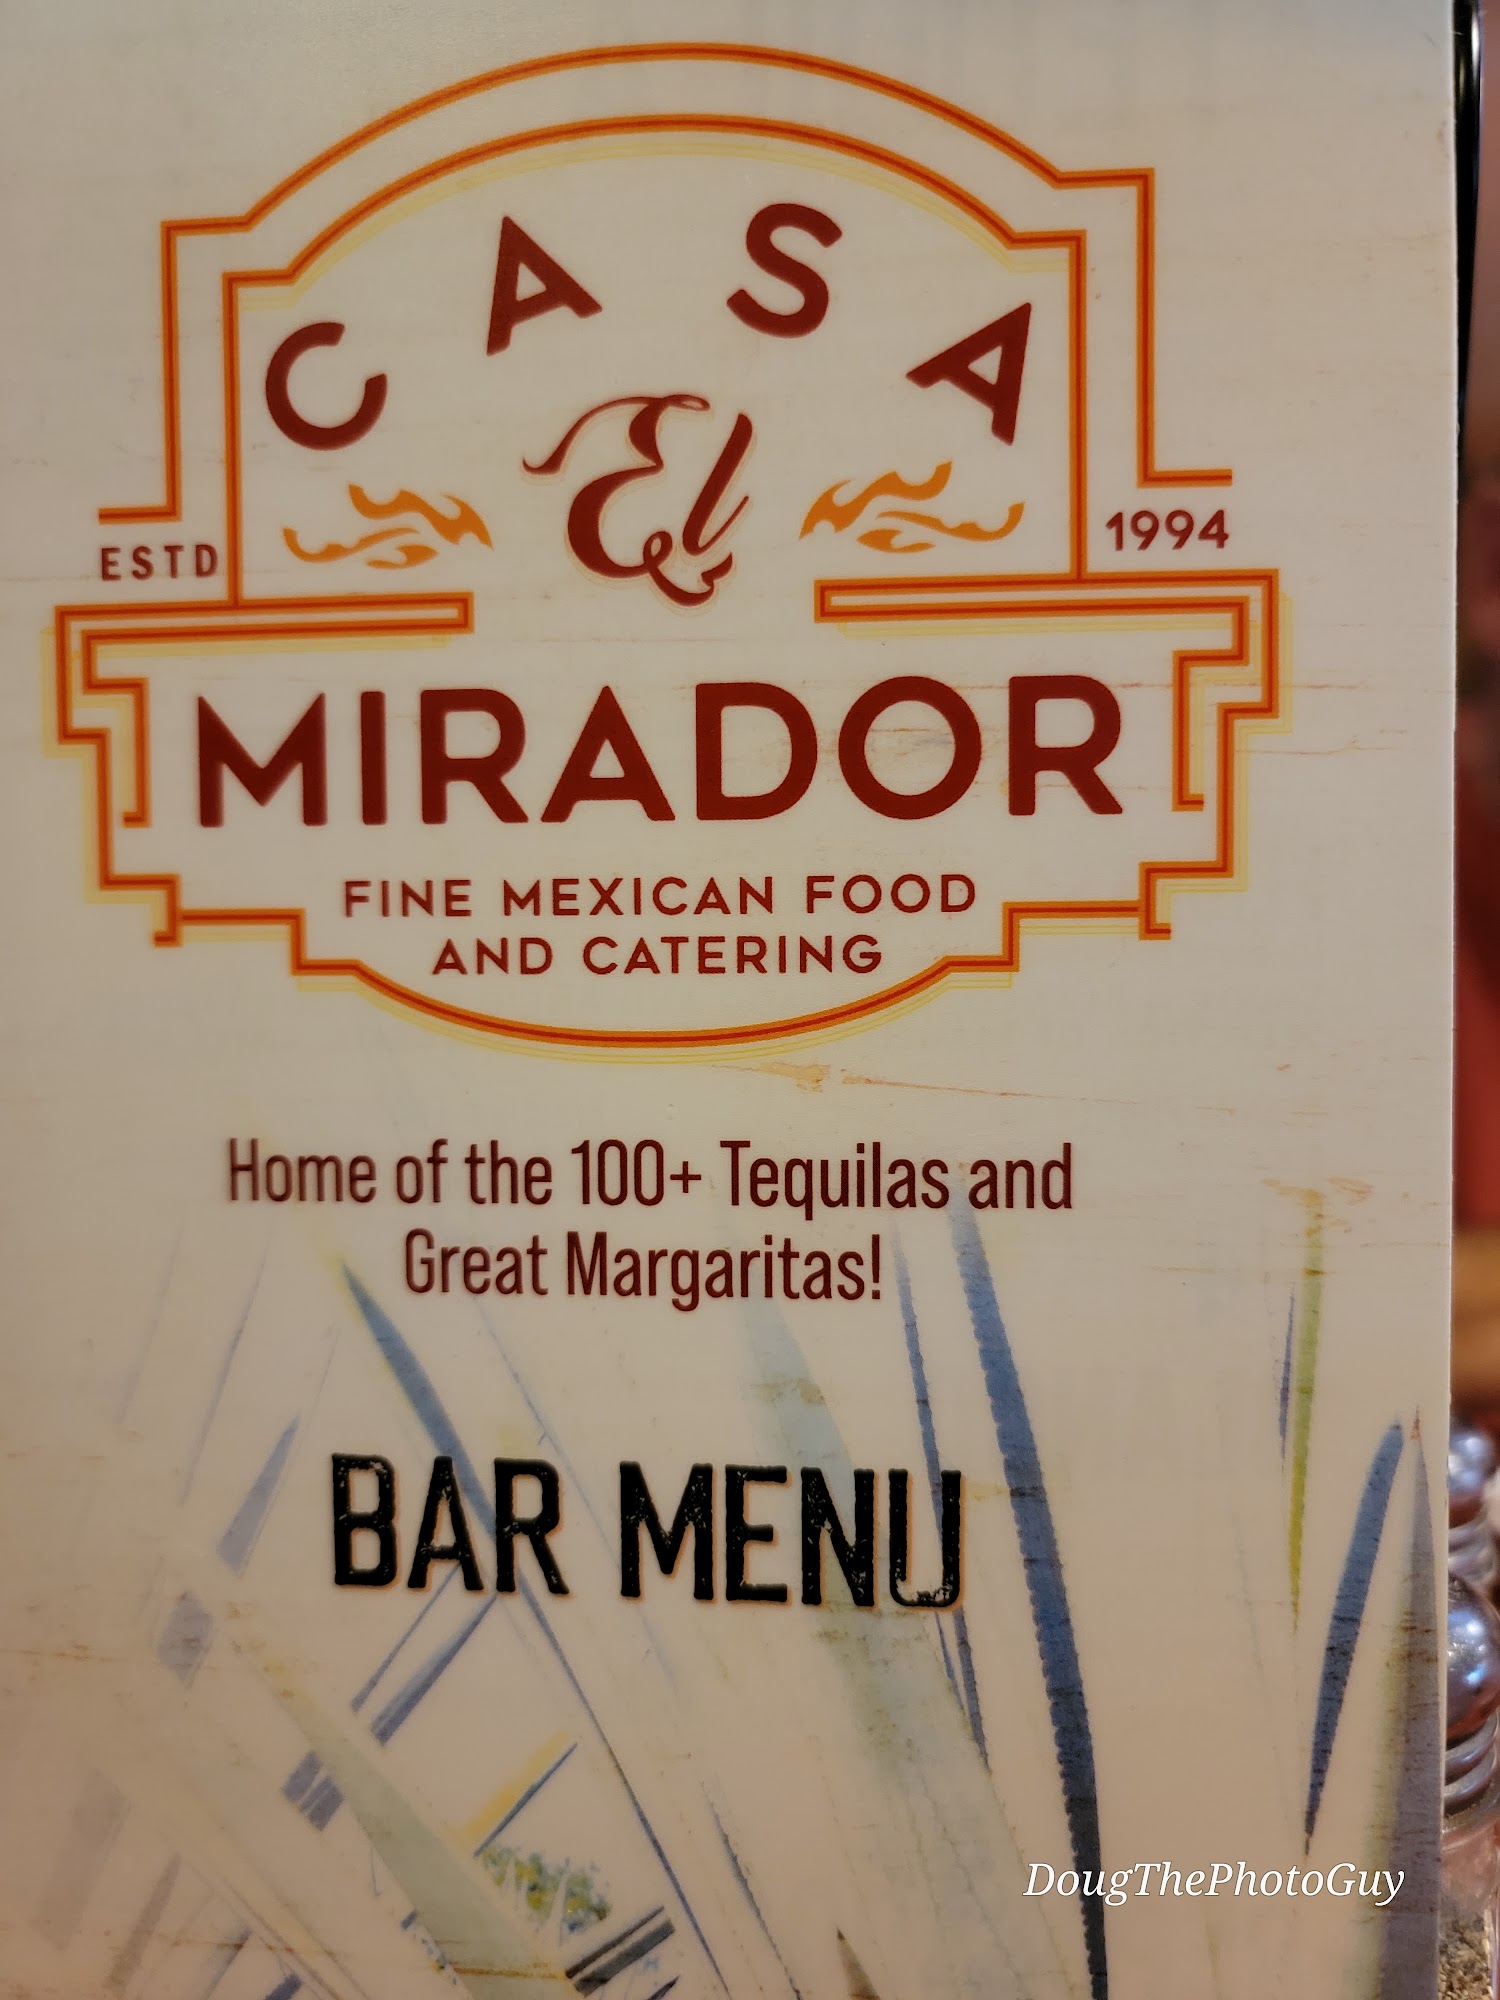 CASA
El
ESTD 1994
MIRADOR
FINE MEXICAN FOOD
AND CATERING
Home of the 100+ Tequilas and
Great Margaritas!
BAR MENU
DougThePhotoGuy